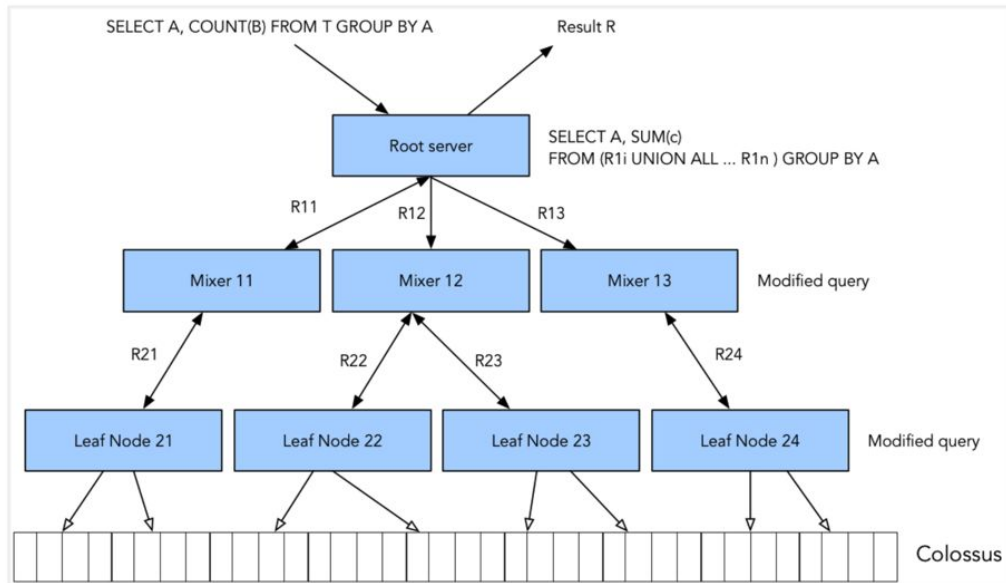 SELECT A, COUNT(B) FROM T GROUP BY A
Result R
Root server
SELECT A, SUM(c)
FROM (R1i UNION ALL ... R1n ) GROUP BY A
R11
R12
R13
Mixer 11
Mixer 12
Mixer 13
Modified query
R21
R22
R23
R24
Leaf Node 21
Leaf Node 22
Leaf Node 23
Leaf Node 24
Modified query
Colossus